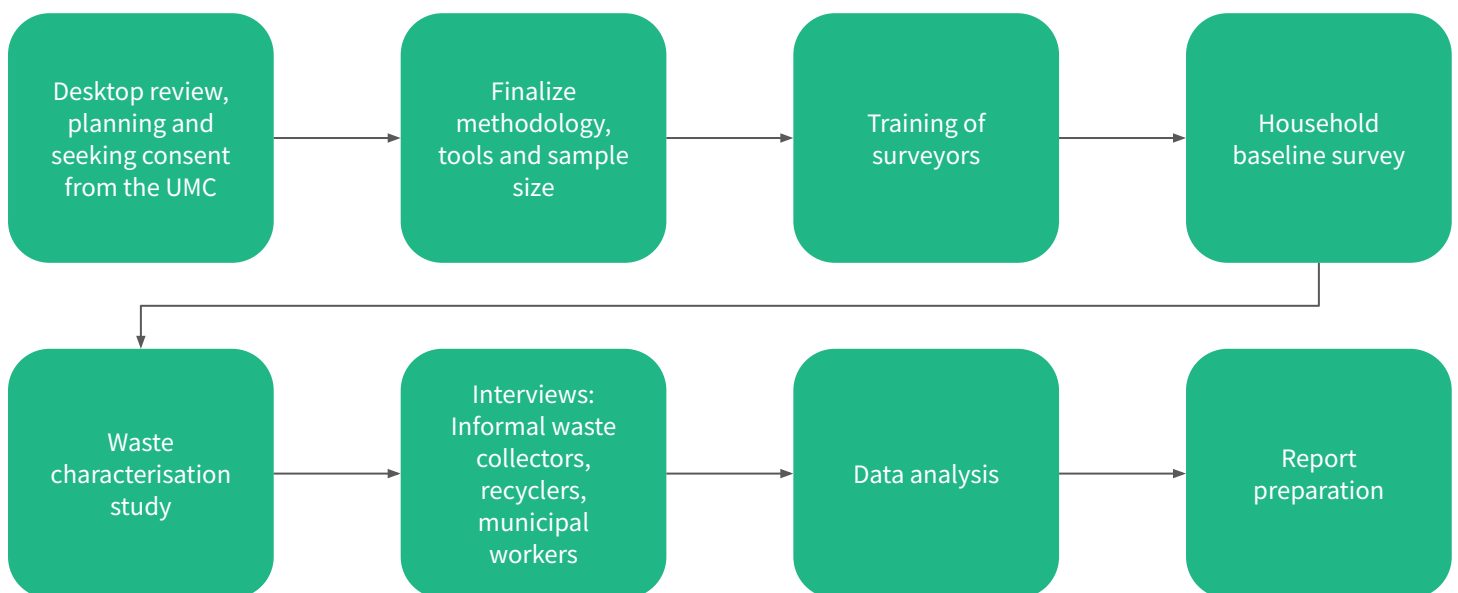 Desktop review,
planning and
seeking consent
from the UMC
Finalize
methodology,
tools and sample
size
Training of
surveyors
Household
baseline survey
Waste
characterisation
study
Interviews:
Informal waste
collectors,
recyclers,
municipal
workers
Data analysis
Report
preparation